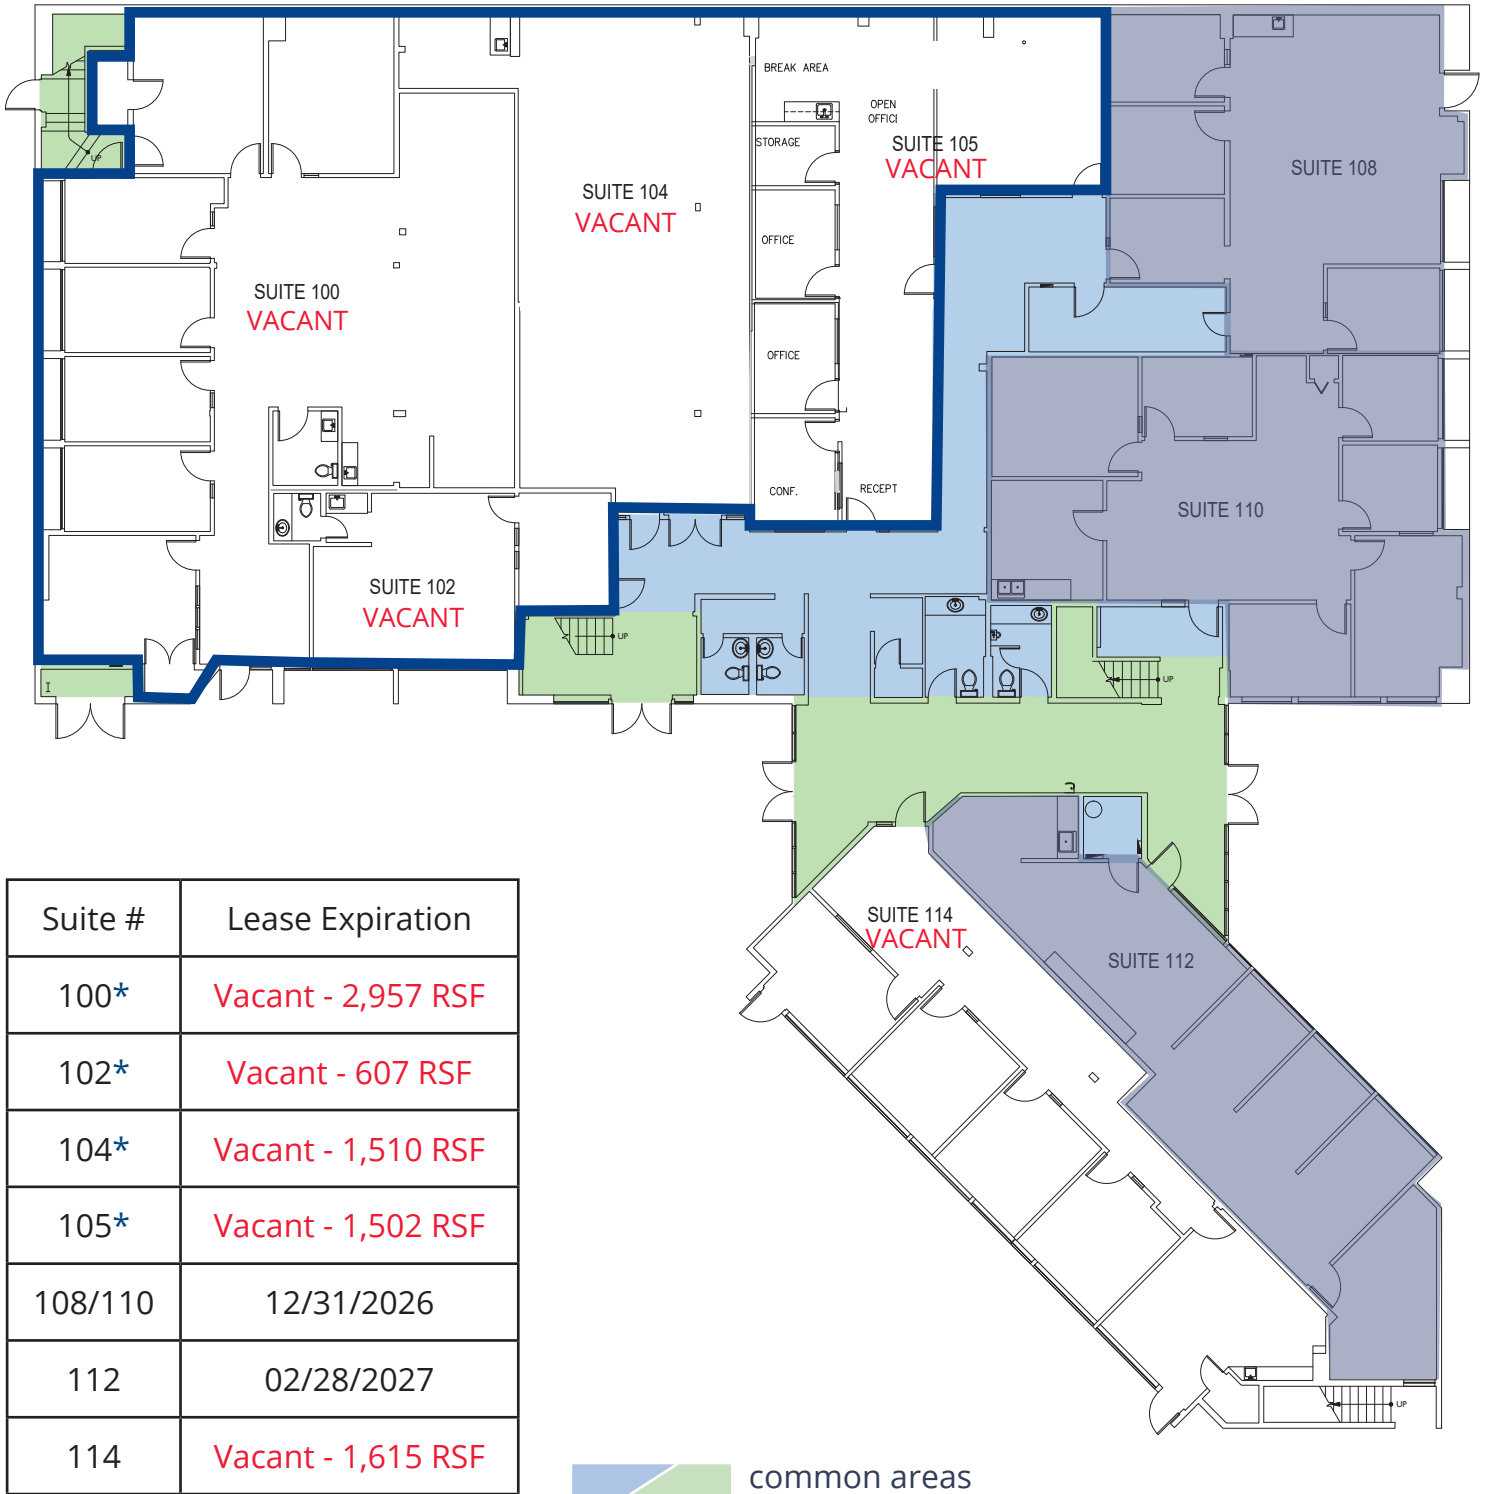 BREAK AREA
OPEN
OFFICI
STORAGE
SUITE 105
VACANT
SUITE 108
UP
SUITE 104
VACANT
OFFICE
SUITE 100
VACANT
OFFICE
CONF.
RECEPT
SUITE 110
SUITE 102
VACANT
UP
UP
SUITE 114
VACANT
SUITE 112
UP
Suite # Lease Expiration
100* Vacant - 2,957 RSF
102* Vacant - 607 RSF
104* Vacant - 1,510 RSF
105* Vacant - 1,502 RSF
108/110 12/31/2026
112 02/28/2027
114 Vacant - 1,615 RSF
common areas